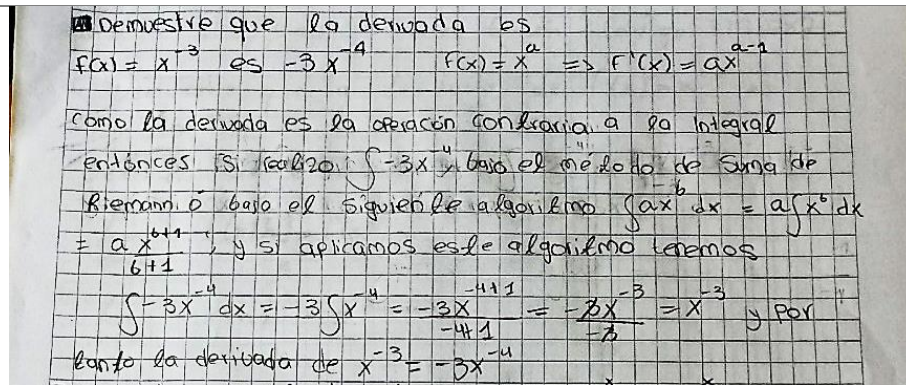 Demuestre que la derivada es
f(x) = x^-3 es -3x^-4 f(x) = x^a => f'(x) = ax^a-1
Como la derivada es la operación contraria a la integral
entonces si realizo ∫-3x^-4 y bajo el método de suma de
Riemann ó bajo el siguiente algoritmo ∫ax^b dx = a∫x^b dx
= a x^b+1 / b+1 ; y si aplicamos este algoritmo tenemos
∫-3x^-4 dx = -3∫x^-4 = -3x^-4+1 / -4+1 = -3x^-3 / -3 = x^-3 y por
tanto la derivada de x^-3 = -3x^-4